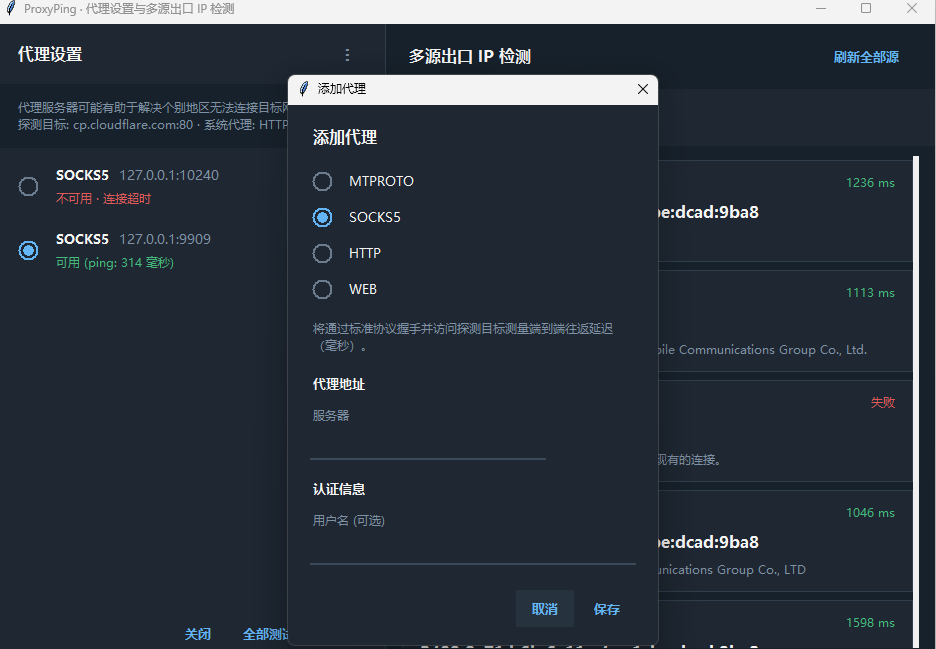 ProxyPing · 代理设置与多源出口 IP 检测
代理设置
代理服务器可能有助于解决个别地区无法连接目标
探测目标: cp.cloudflare.com:80 · 系统代理: HTTP
SOCKS5 127.0.0.1:10240
不可用 · 连接超时
SOCKS5 127.0.0.1:9909
可用 (ping: 314 毫秒)
关闭
全部测试
多源出口 IP 检测
刷新全部源
1236 ms
be:dcad:9ba8
1113 ms
bile Communications Group Co., Ltd.
失败
现有的连接。
1046 ms
be:dcad:9ba8
unications Group Co., LTD
1598 ms
添加代理
添加代理
MTPROTO
SOCKS5
HTTP
WEB
将通过标准协议握手并访问探测目标测量端到端往返延迟
（毫秒）。
代理地址
服务器
认证信息
用户名 (可选)
取消
保存